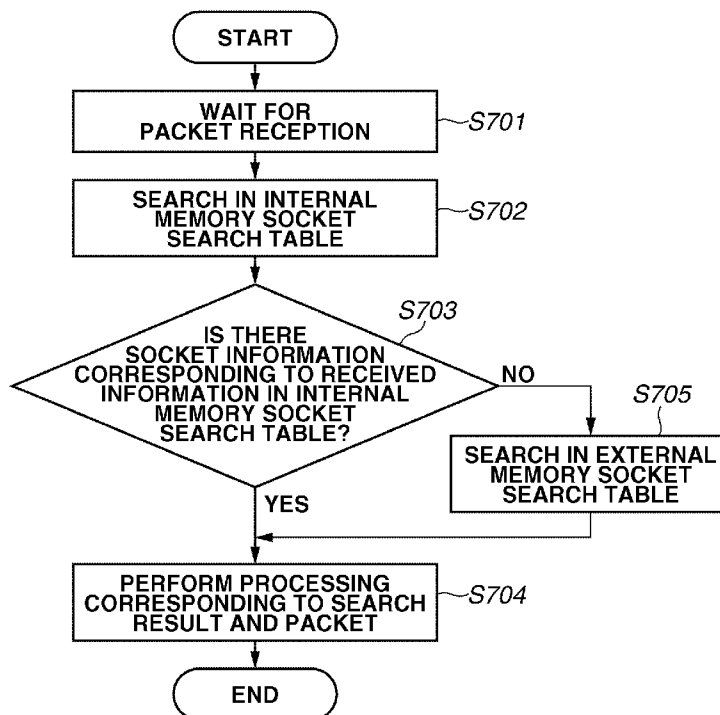 START
WAIT FOR
PACKET RECEPTION
S701
SEARCH IN INTERNAL
MEMORY SOCKET
SEARCH TABLE
S702
S703
IS THERE
SOCKET INFORMATION
CORRESPONDING TO RECEIVED
INFORMATION IN INTERNAL
MEMORY SOCKET
SEARCH TABLE?
NO
S705
SEARCH IN EXTERNAL
MEMORY SOCKET
SEARCH TABLE
YES
PERFORM PROCESSING
CORRESPONDING TO SEARCH
RESULT AND PACKET
S704
END